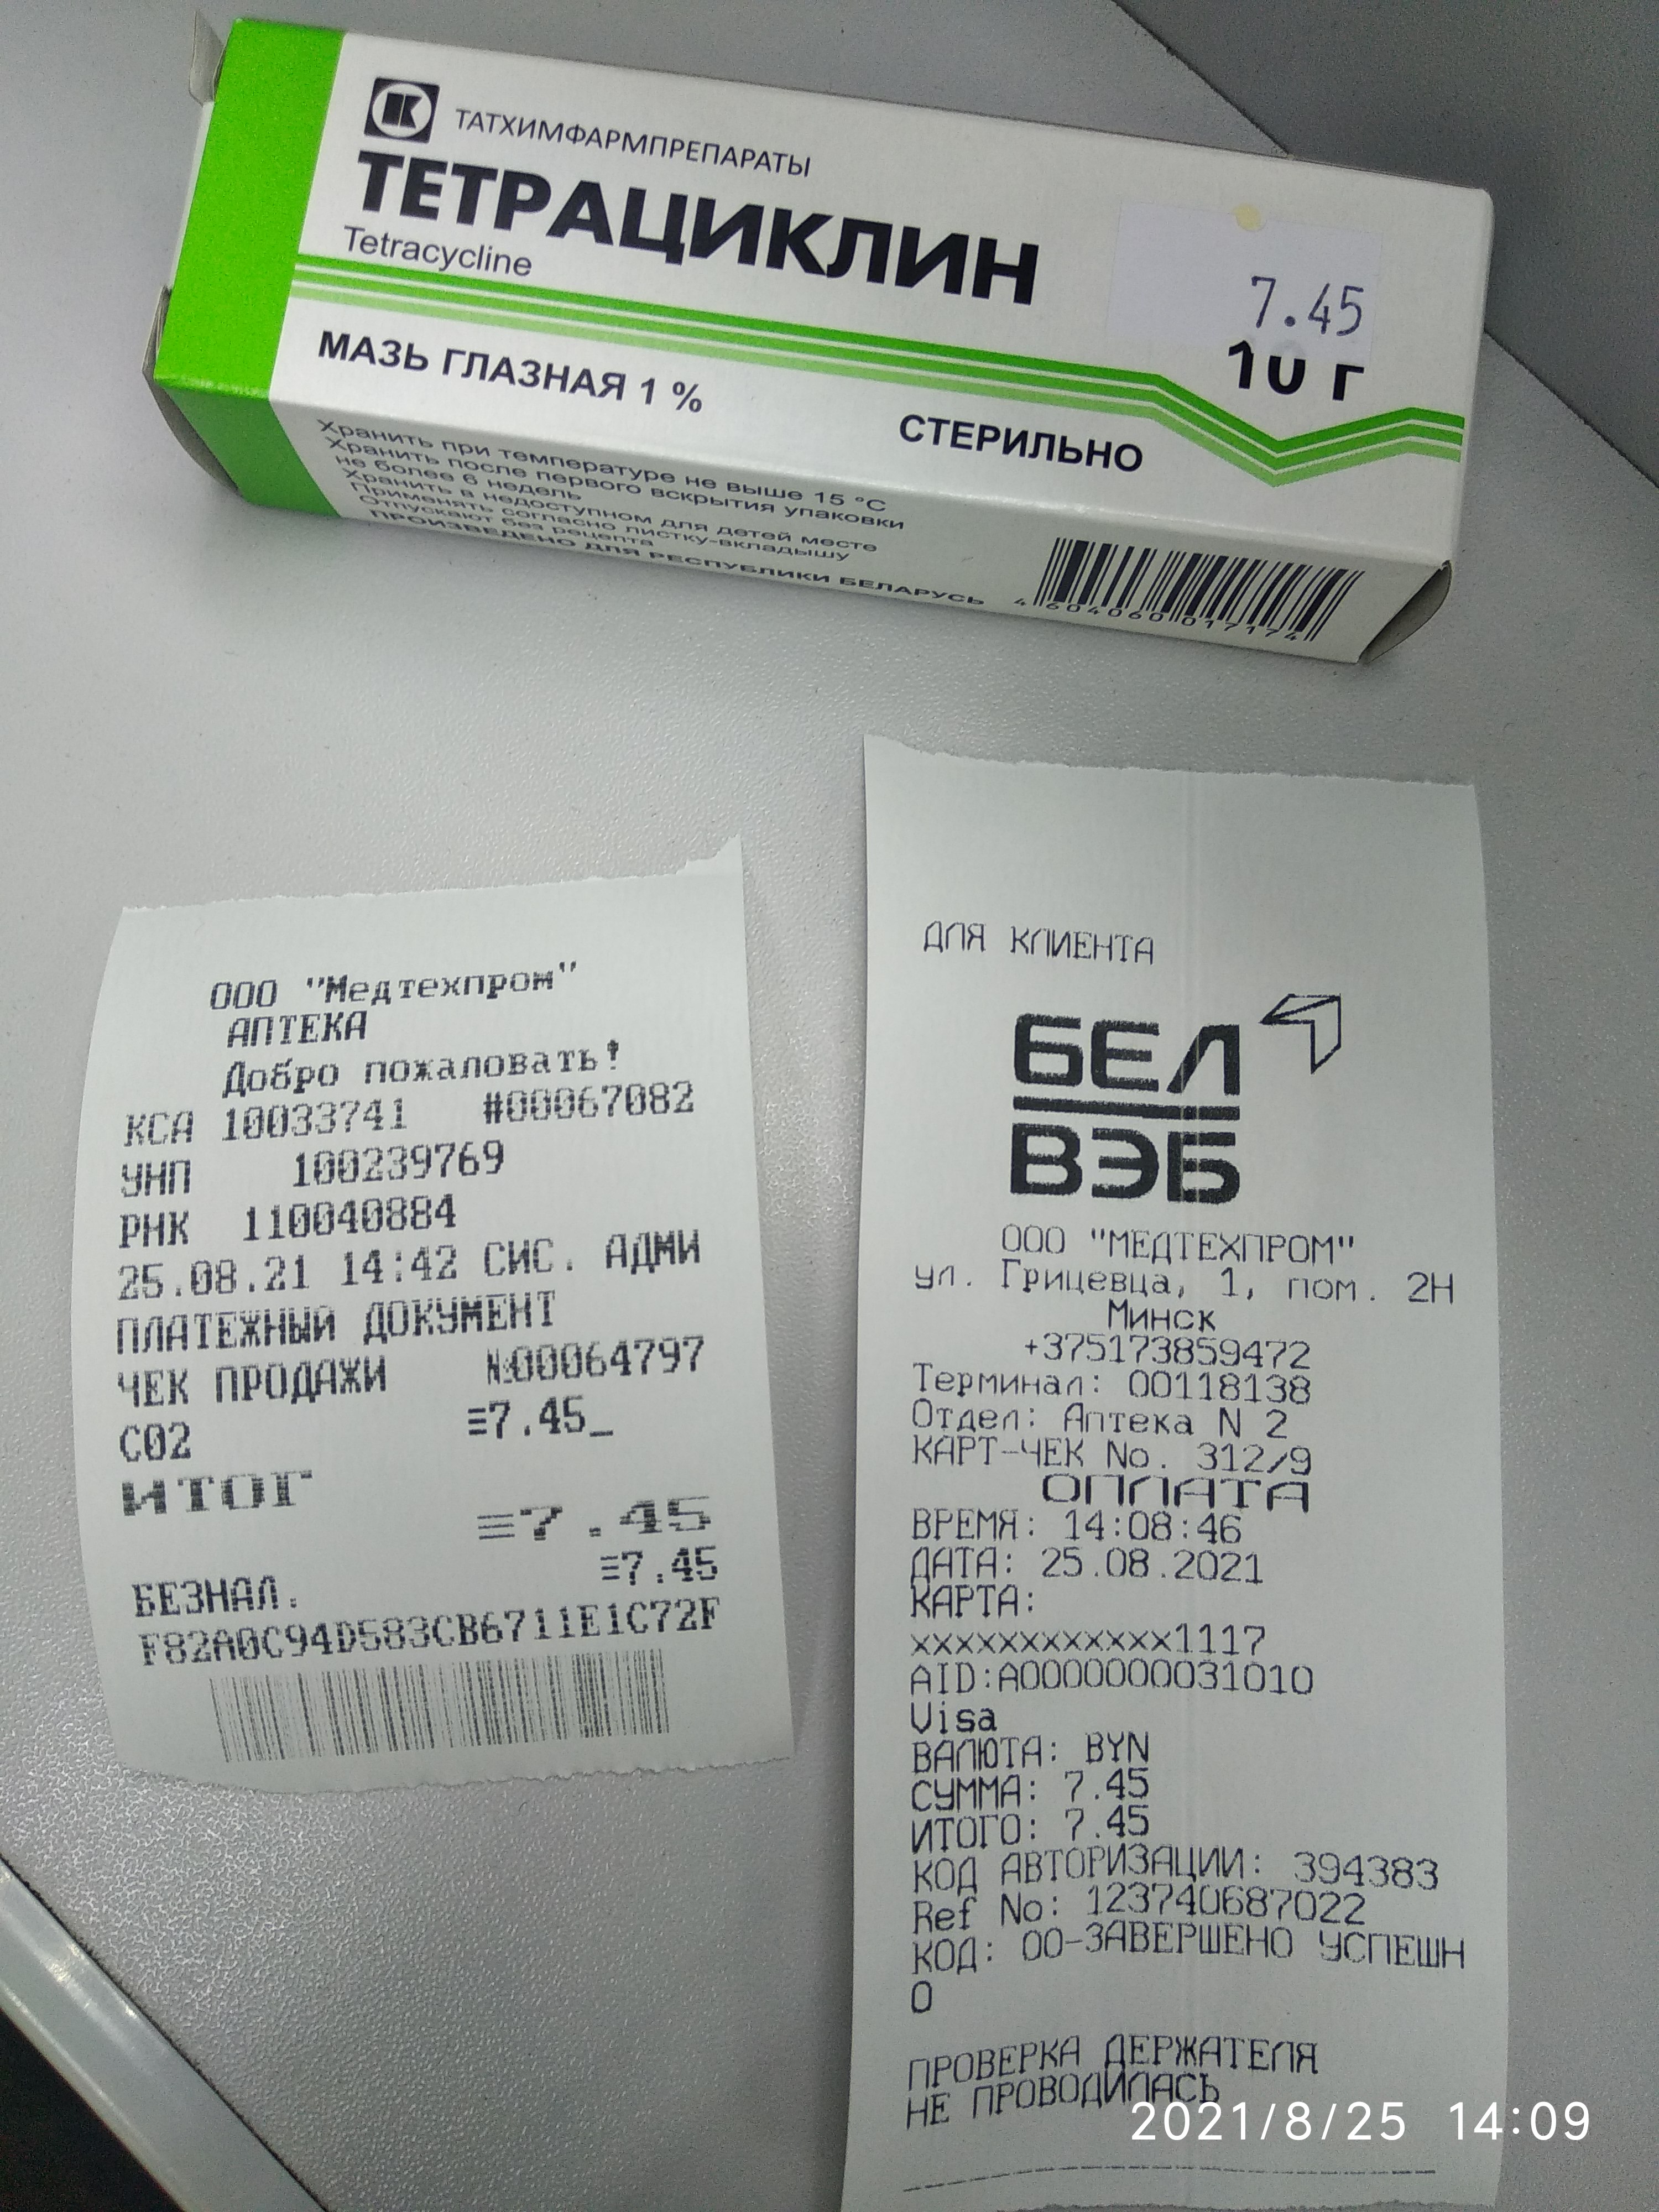 ТАТХИМФАРМПРЕПАРАТЫ
ТЕТРАЦИКЛИН
Tetracycline
7.45
10 г
МАЗЬ ГЛАЗНАЯ 1 %
СТЕРИЛЬНО
Хранить при температуре не выше 15 °C
Хранить после первого вскрытия упаковки
не более 6 недель
Хранить в недоступном для детей месте
Применять согласно листку-вкладышу
Отпускают без рецепта
ПРОИЗВЕДЕНО ДЛЯ РЕСПУБЛИКИ БЕЛАРУСЬ
4 604060 017174
ООО "Медтехпром"
АПТЕКА
Добро пожаловать!
КСА 10033741 #00067082
УНП 100239769
РНК 110040884
25.08.21 14:42 СИС. АДМИ
ПЛАТЕЖНЫЙ ДОКУМЕНТ
ЧЕК ПРОДАЖИ №00064797
С02 ≡7.45_
ИТОГ
≡7.45
≡7.45
БЕЗНАЛ.
F82A0C94D583CB6711E1C72F
ДЛЯ КЛИЕНТА
БЕЛ
ВЭБ
ООО "МЕДТЕХПРОМ"
ул. Грицевца, 1, пом. 2Н
Минск
+375173859472
Терминал: 00118138
Отдел: Аптека N 2
КАРТ-ЧЕК No. 312/9
ОПЛАТА
ВРЕМЯ: 14:08:46
ДАТА: 25.08.2021
КАРТА:
xxxxxxxxxxxx1117
AID:A0000000031010
Visa
ВАЛЮТА: BYN
СУММА: 7.45
ИТОГО: 7.45
КОД АВТОРИЗАЦИИ: 394383
Ref No: 123740687022
КОД: 00-ЗАВЕРШЕНО УСПЕШН
О
ПРОВЕРКА ДЕРЖАТЕЛЯ
НЕ ПРОВОДИЛАСЬ
2021/8/25 14:09